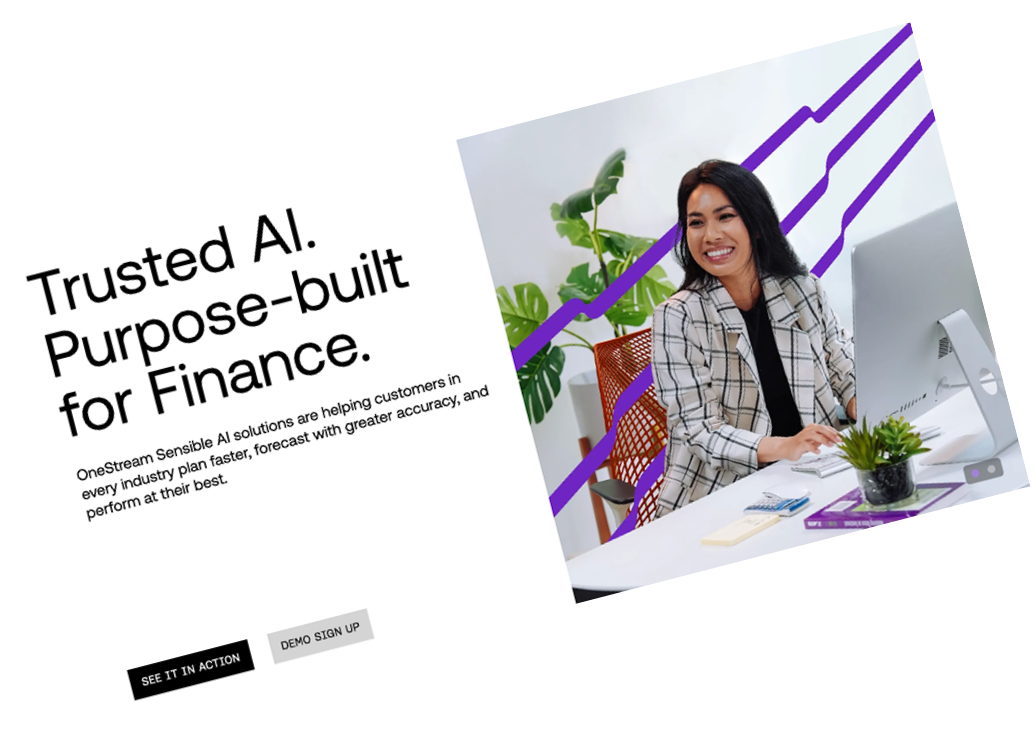 Trusted AI.
Purpose-built
for Finance.
OneStream Sensible AI solutions are helping customers in
every industry plan faster, forecast with greater accuracy, and
perform at their best.
SEE IT IN ACTION
DEMO SIGN UP